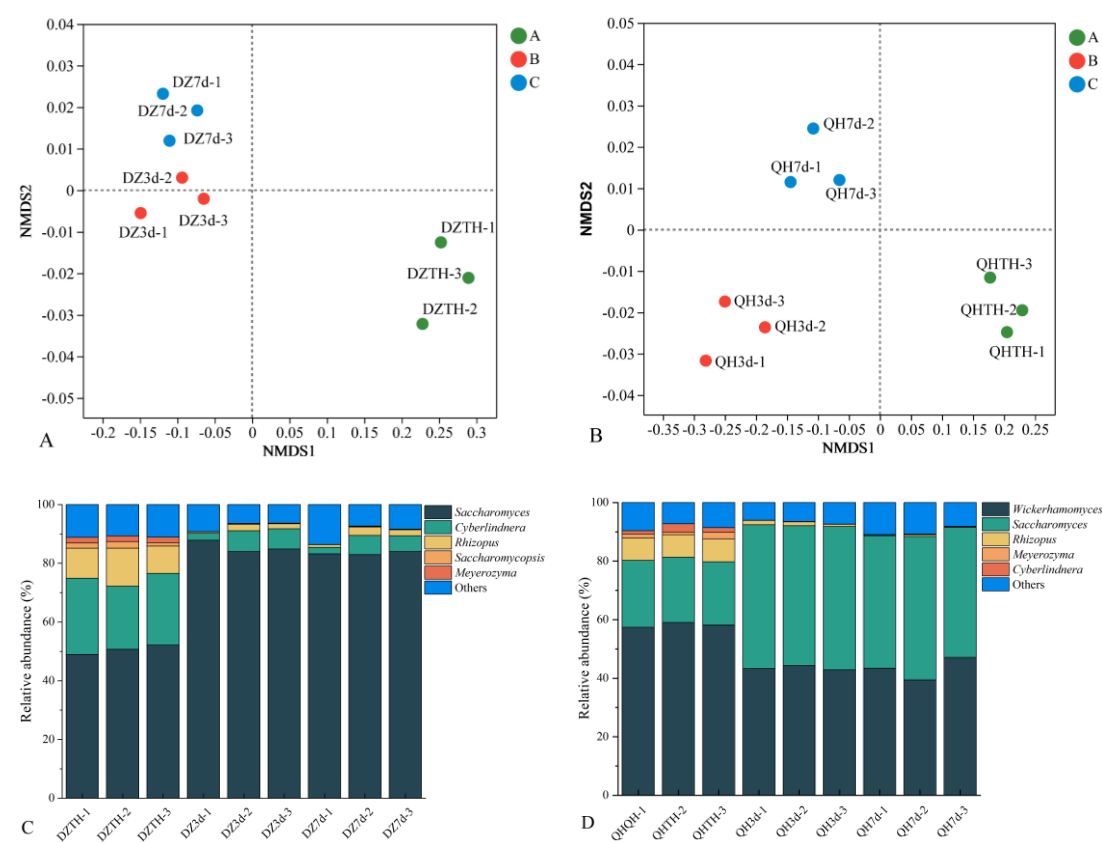 0.04
0.03
0.02
0.01
0
-0.01
-0.02
-0.03
-0.04
-0.05
NMDS2
-0.2
-0.15
-0.1
-0.05
0
0.05
0.1
0.15
0.2
0.25
0.3
NMDS1
A
DZ7d-1
DZ7d-2
DZ7d-3
DZ3d-2
DZ3d-1
DZ3d-3
DZTH-1
DZTH-3
DZTH-2
A
B
C
0.05
0.04
0.03
0.02
0.01
0
-0.01
-0.02
-0.03
-0.04
NMDS2
-0.35
-0.3
-0.25
-0.2
-0.15
-0.1
-0.05
0
0.05
0.1
0.15
0.2
0.25
NMDS1
B
QH7d-2
QH7d-1
QH7d-3
QHTH-3
QHTH-2
QHTH-1
QH3d-3
QH3d-2
QH3d-1
A
B
C
100
80
60
40
20
0
Relative abundance (%)
DZTH-1
DZTH-2
DZTH-3
DZ3d-1
DZ3d-2
DZ3d-3
DZ7d-1
DZ7d-2
DZ7d-3
C
Saccharomyces
Cyberlindnera
Rhizopus
Saccharomycopsis
Meyerozyma
Others
100
80
60
40
20
0
Relative abundance (%)
QHQH-1
QHTH-2
QHTH-3
QH3d-1
QH3d-2
QH3d-3
QH7d-1
QH7d-2
QH7d-3
D
Wickerhamomyces
Saccharomyces
Rhizopus
Meyerozyma
Cyberlindnera
Others